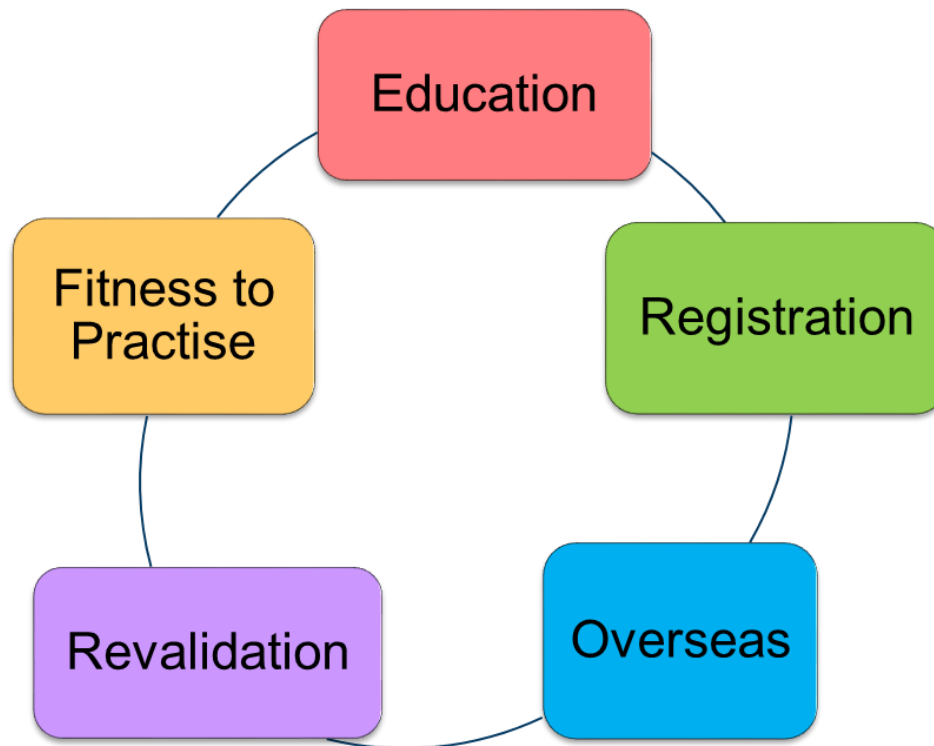 Education
Registration
Overseas
Revalidation
Fitness to
Practise